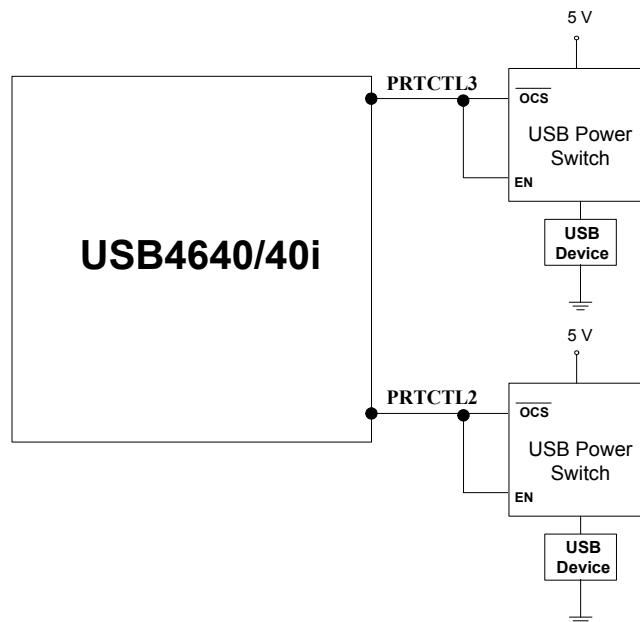 5 V
PRTCTL3
OCS
USB Power
Switch
EN
USB
Device
USB4640/40i
5 V
PRTCTL2
OCS
USB Power
Switch
EN
USB
Device